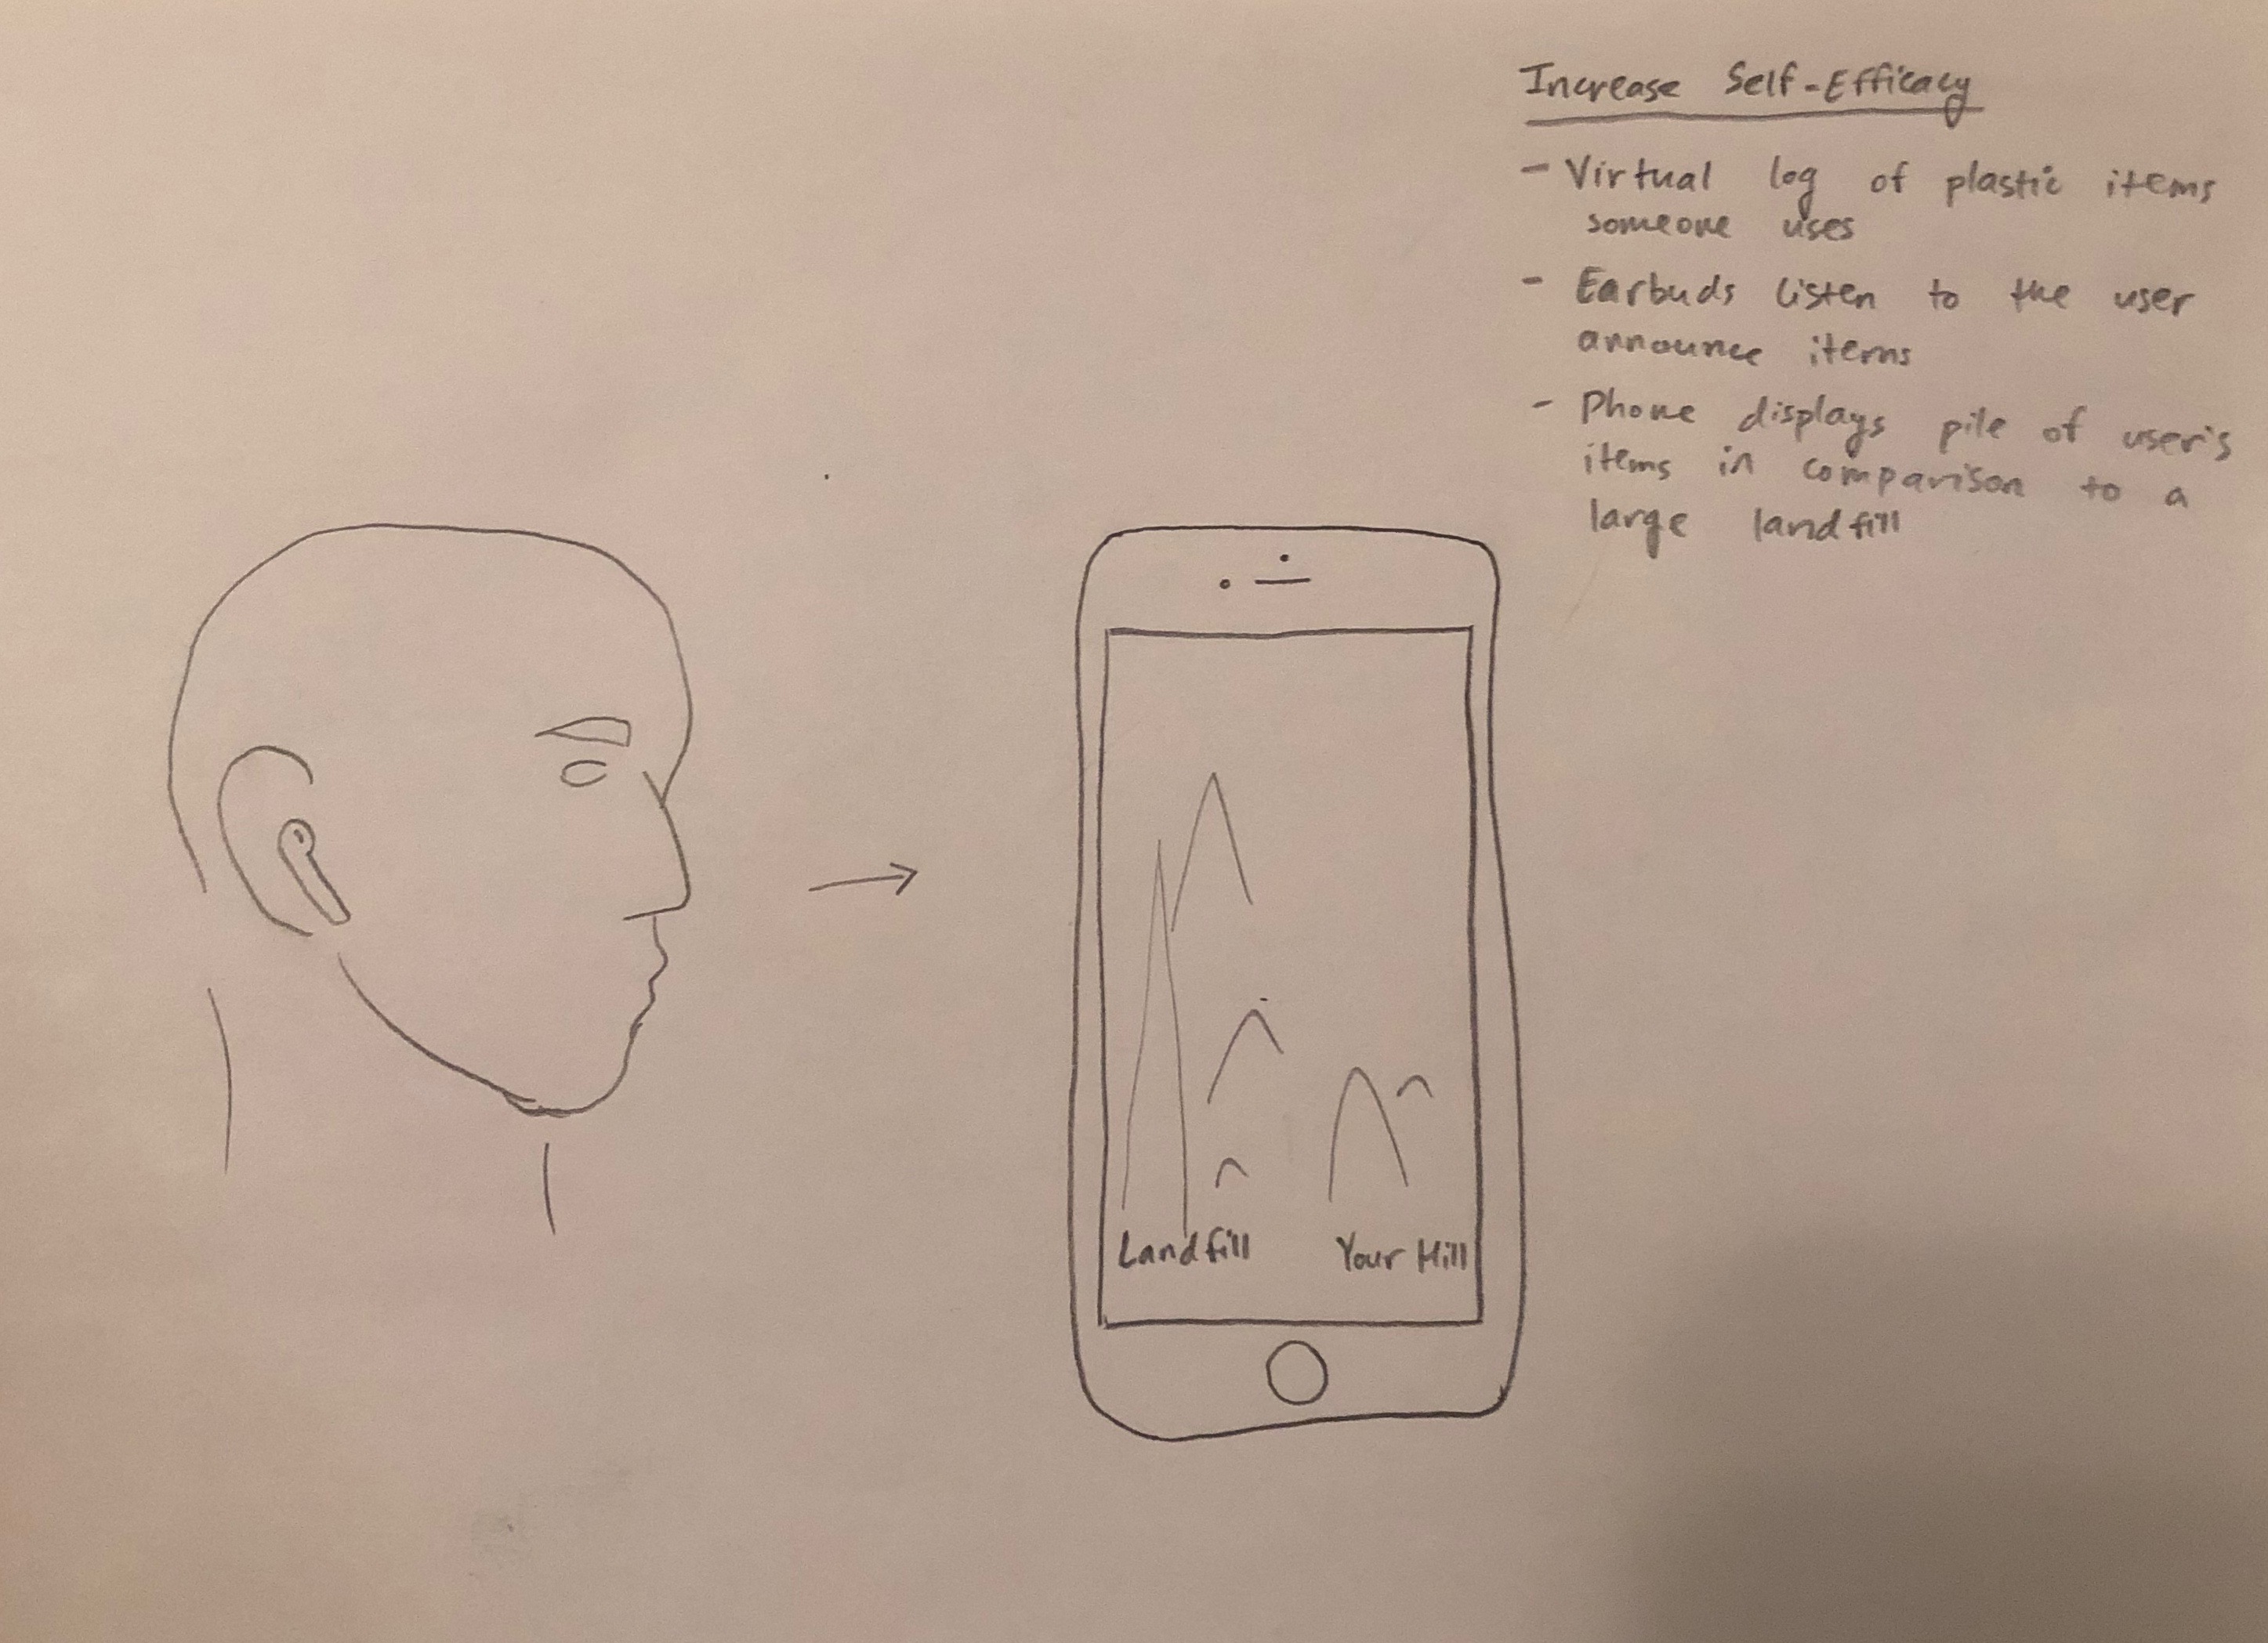 Increase Self-Efficacy
- Virtual log of plastic items
someone uses
- Earbuds listen to the user
announce items
- Phone displays pile of user's
items in comparison to a
large landfill
Landfill Your Hill